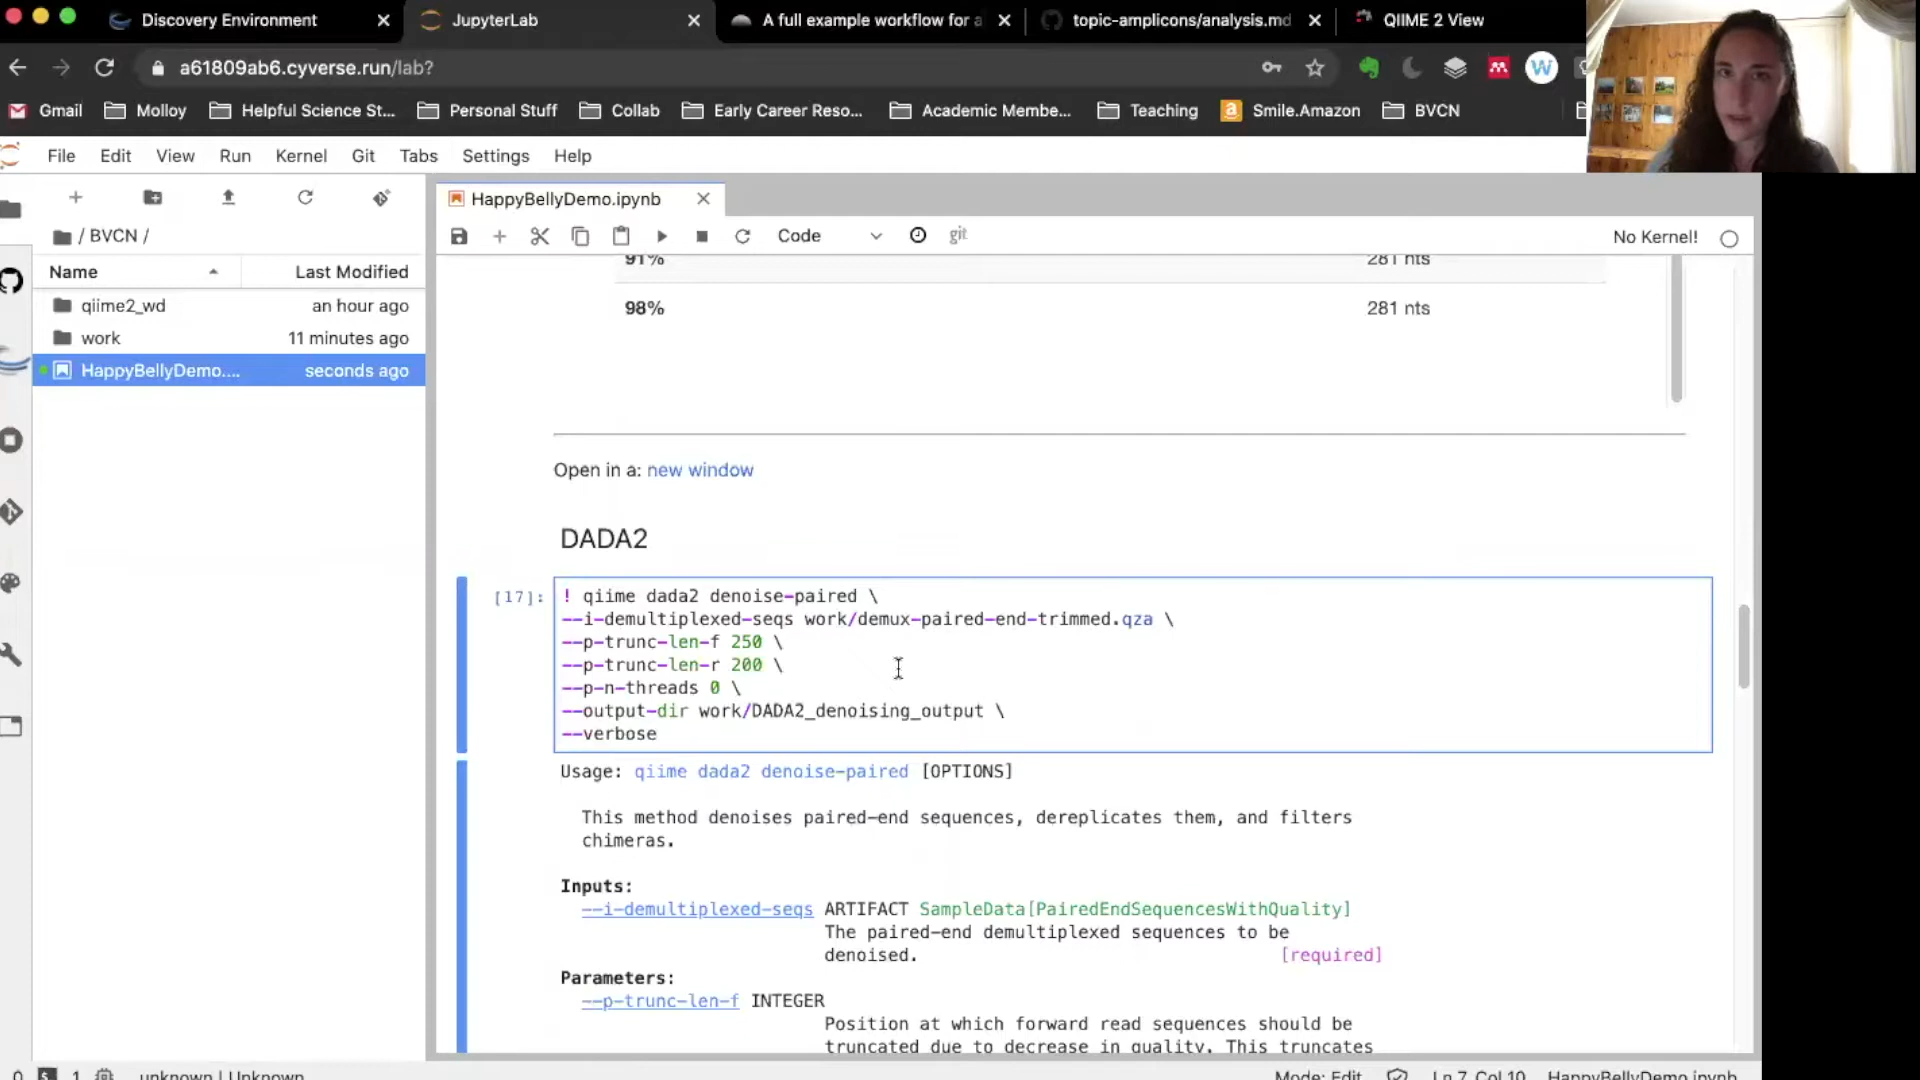 Discovery Environment
JupyterLab
A full example workflow for a
topic-amplicons/analysis.md
QIIME 2 View
a61809ab6.cyverse.run/lab?
W
Gmail Molloy Helpful Science St... Personal Stuff Collab Early Career Reso... Academic Membe... Teaching Smile.Amazon BVCN
File Edit View Run Kernel Git Tabs Settings Help
HappyBellyDemo.ipynb
/ BVCN /
Code
git
No Kernel!
Name Last Modified
qiime2_wd an hour ago
work 11 minutes ago
HappyBellyDemo.... seconds ago
91% 281 nts
98% 281 nts
Open in a: new window
DADA2
[17]:
! qiime dada2 denoise-paired \
--i-demultiplexed-seqs work/demux-paired-end-trimmed.qza \
--p-trunc-len-f 250 \
--p-trunc-len-r 200 \
--p-n-threads 0 \
--output-dir work/DADA2_denoising_output \
--verbose
Usage: qiime dada2 denoise-paired [OPTIONS]
This method denoises paired-end sequences, dereplicates them, and filters
chimeras.
Inputs:
--i-demultiplexed-seqs ARTIFACT SampleData[PairedEndSequencesWithQuality]
The paired-end demultiplexed sequences to be
denoised. [required]
Parameters:
--p-trunc-len-f INTEGER
Position at which forward read sequences should be
truncated due to decrease in quality. This truncates
0 1 unknown | Unknown
Mode: Edit Ln 7, Col 10 HappyBellyDemo.ipynb